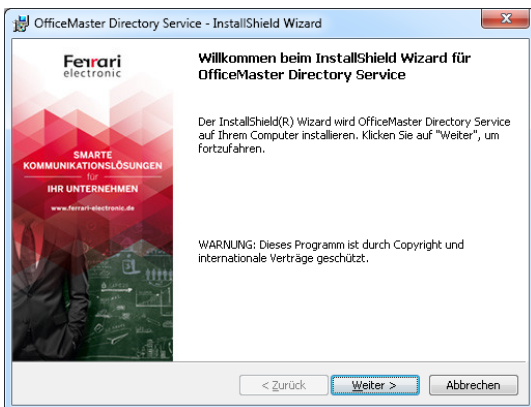 OfficeMaster Directory Service - InstallShield Wizard
Ferrari
electronic
SMARTE
KOMMUNIKATIONSLÖSUNGEN
für
IHR UNTERNEHMEN
www.ferrari-electronic.de
Willkommen beim InstallShield Wizard für
OfficeMaster Directory Service
Der InstallShield(R) Wizard wird OfficeMaster Directory Service
auf Ihrem Computer installieren. Klicken Sie auf "Weiter", um
fortzufahren.
WARNUNG: Dieses Programm ist durch Copyright und
internationale Verträge geschützt.
< Zurück
Weiter >
Abbrechen